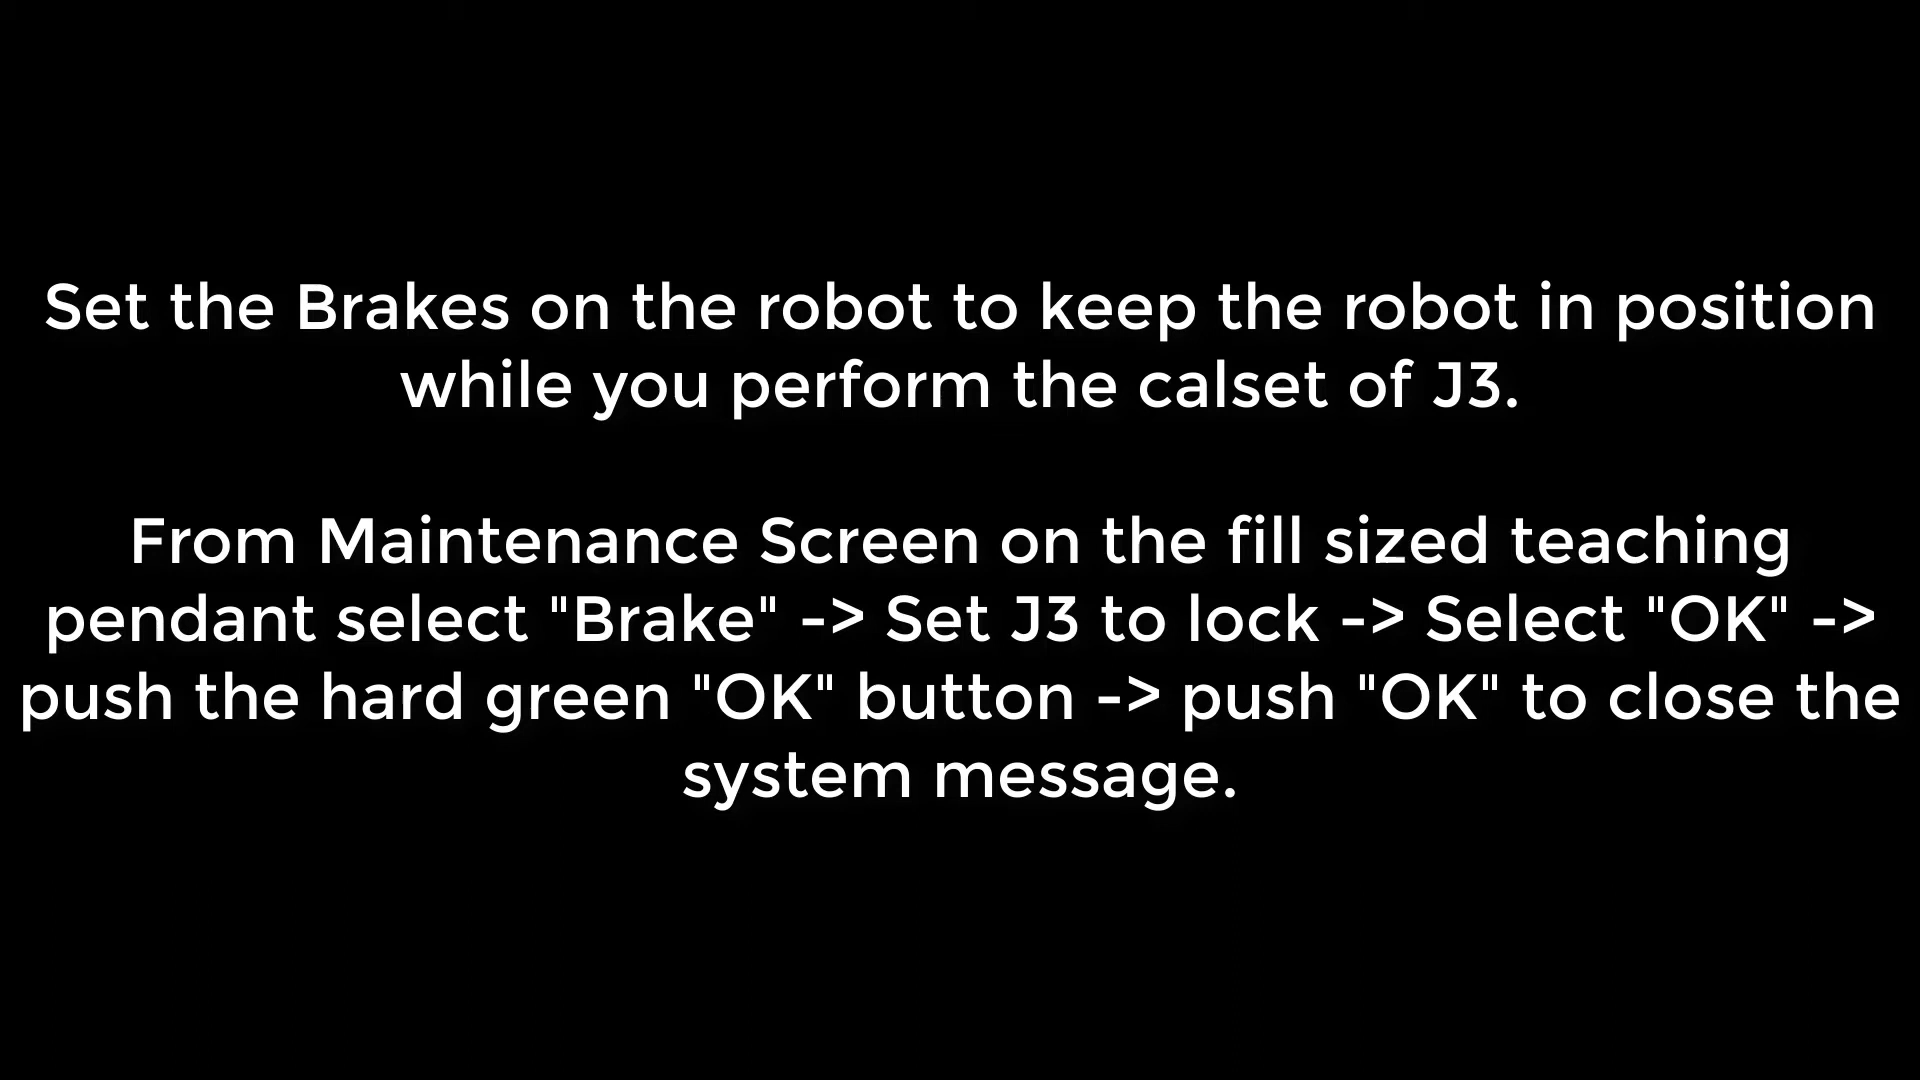 Set the Brakes on the robot to keep the robot in position
while you perform the calset of J3.
From Maintenance Screen on the fill sized teaching
pendant select "Brake" -> Set J3 to lock -> Select "OK" ->
push the hard green "OK" button -> push "OK" to close the
system message.